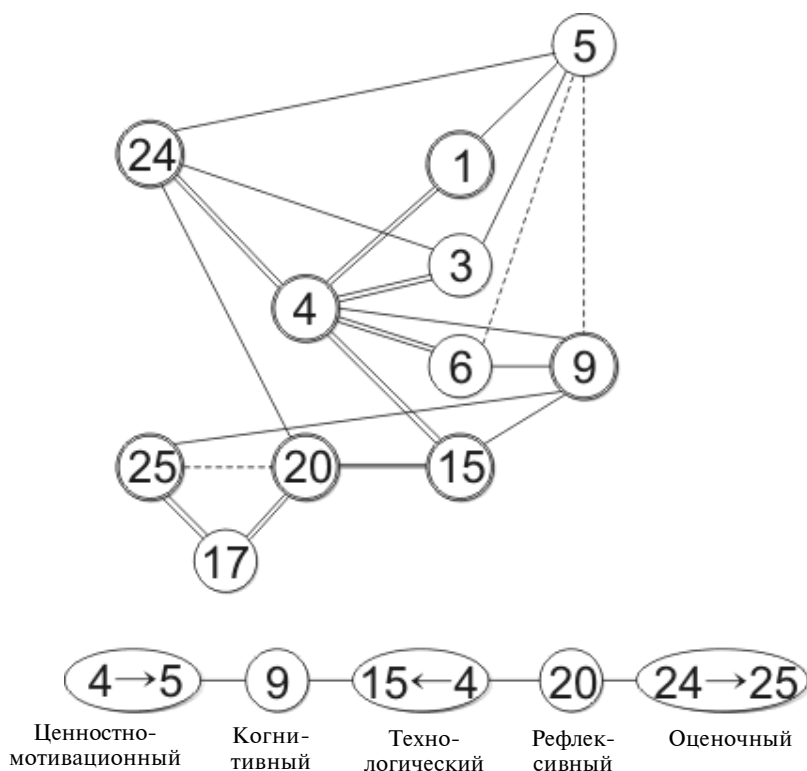 5
24
1
3
4
6
9
25
20
15
17
4→5
9
15←4
20
24→25
Ценностно-
мотивационный
Когни-
тивный
Техно-
логический
Рефлек-
сивный
Оценочный